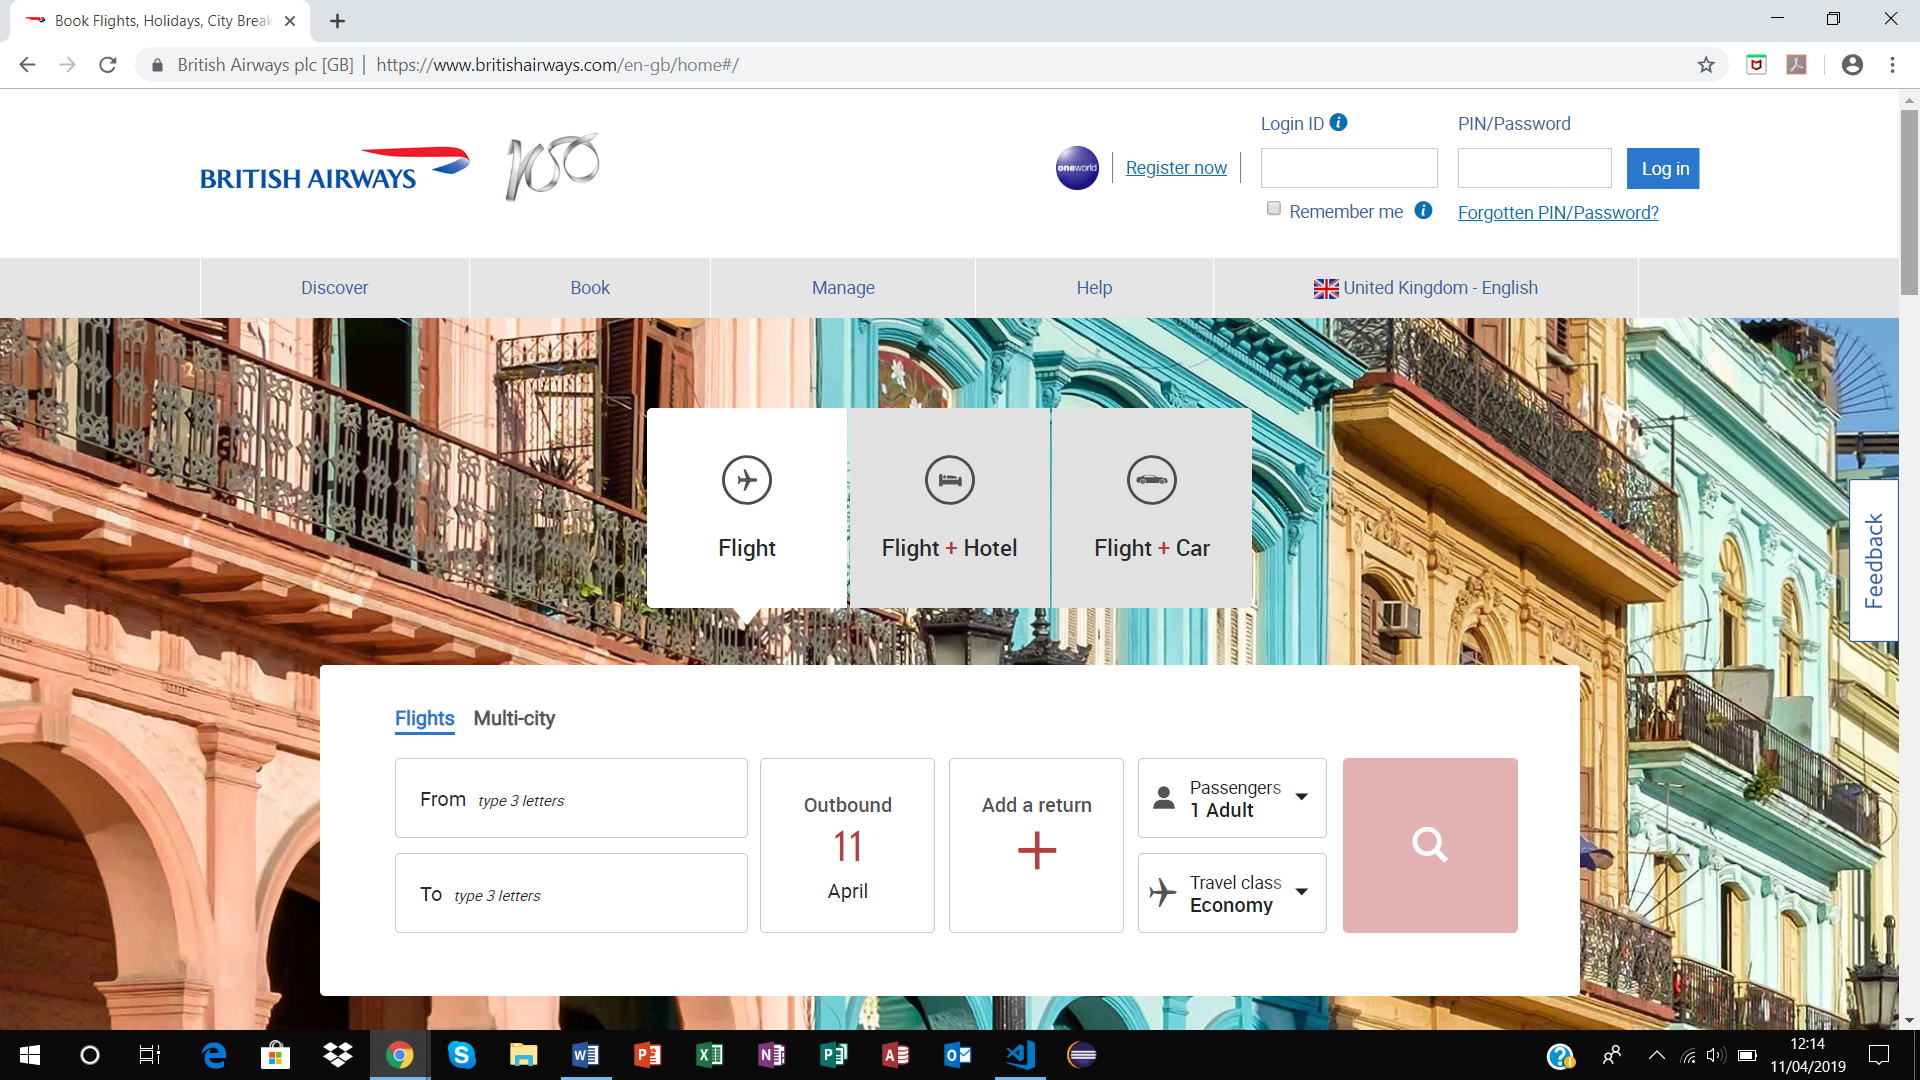 Book Flights, Holidays, City Break
British Airways plc [GB] | https://www.britishairways.com/en-gb/home#/
BRITISH AIRWAYS
100
oneworld
Register now
Login ID
PIN/Password
Log in
Remember me
Forgotten PIN/Password?
Discover
Book
Manage
Help
United Kingdom - English
Flight
Flight + Hotel
Flight + Car
Feedback
Flights
Multi-city
From type 3 letters
To type 3 letters
Outbound
11
April
Add a return
+
Passengers
1 Adult
Travel class
Economy
12:14
11/04/2019